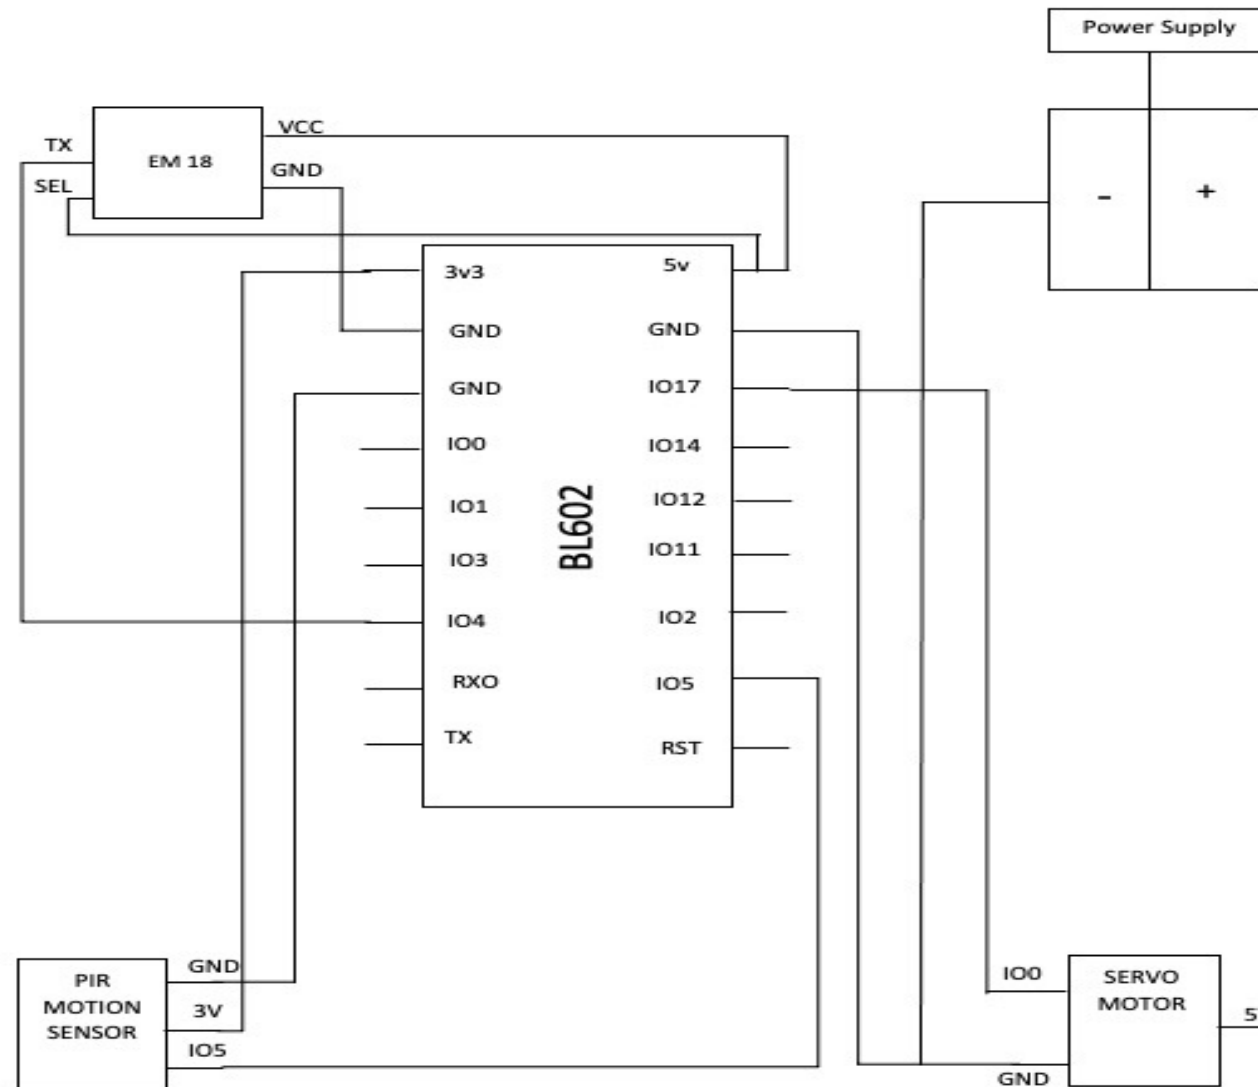 Power Supply
-
+
TX
SEL
EM 18
VCC
GND
3v3
GND
GND
IO0
IO1
IO3
IO4
RXO
TX
BL602
5v
GND
IO17
IO14
IO12
IO11
IO2
IO5
RST
PIR
MOTION
SENSOR
GND
3V
IO5
IO0
GND
SERVO
MOTOR